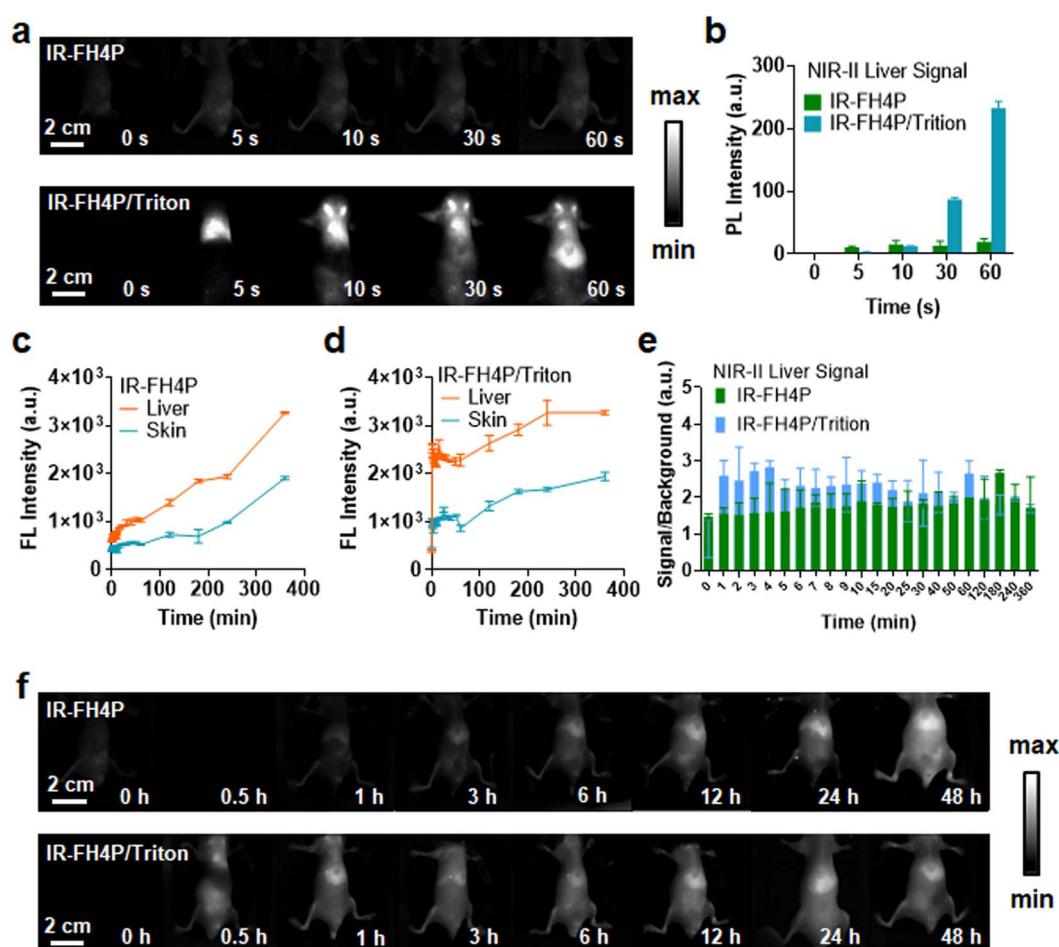 a
IR-FH4P
2 cm
0 s
5 s
10 s
30 s
60 s
IR-FH4P/Triton
2 cm
0 s
5 s
10 s
30 s
60 s
max
min
b
NIR-II Liver Signal
IR-FH4P
IR-FH4P/Trition
PL Intensity (a.u.)
300
200
100
0
0 5 10 30 60
Time (s)
c
IR-FH4P
Liver
Skin
FL Intensity (a.u.)
4×10³
3×10³
2×10³
1×10³
0
0 100 200 300 400
Time (min)
d
IR-FH4P/Triton
Liver
Skin
FL Intensity (a.u.)
4×10³
3×10³
2×10³
1×10³
0
0 100 200 300 400
Time (min)
e
NIR-II Liver Signal
IR-FH4P
IR-FH4P/Trition
Signal/Background (a.u.)
5
4
3
2
1
0
0 1 2 3 4 5 6 7 8 9 10 15 20 25 30 40 50 60 120 180 240 360
Time (min)
f
IR-FH4P
2 cm
0 h
0.5 h
1 h
3 h
6 h
12 h
24 h
48 h
IR-FH4P/Triton
2 cm
0 h
0.5 h
1 h
3 h
6 h
12 h
24 h
48 h
max
min